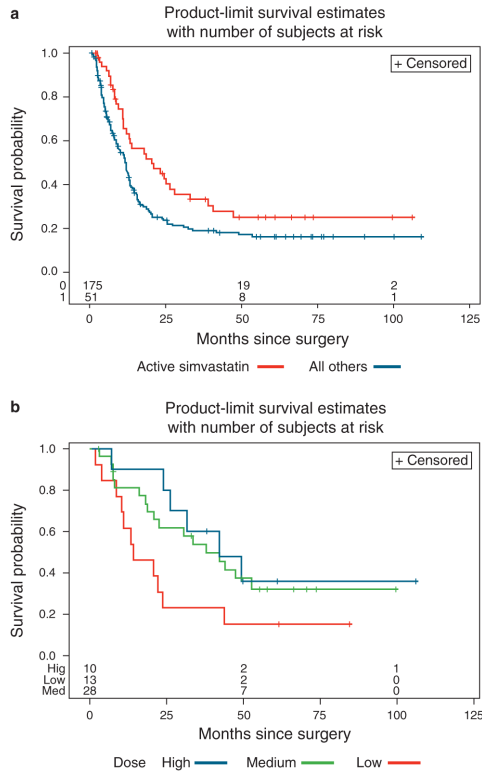 a
Product-limit survival estimates
with number of subjects at risk
+ Censored
Survival probability
1.0
0.8
0.6
0.4
0.2
0.0
0 175 19 2
1 51 8 1
0 25 50 75 100 125
Months since surgery
Active simvastatin All others
b
Product-limit survival estimates
with number of subjects at risk
+ Censored
Survival probability
1.0
0.8
0.6
0.4
0.2
0.0
Hig 10 2 1
Low 13 2 0
Med 28 7 0
0 25 50 75 100 125
Months since surgery
Dose High Medium Low